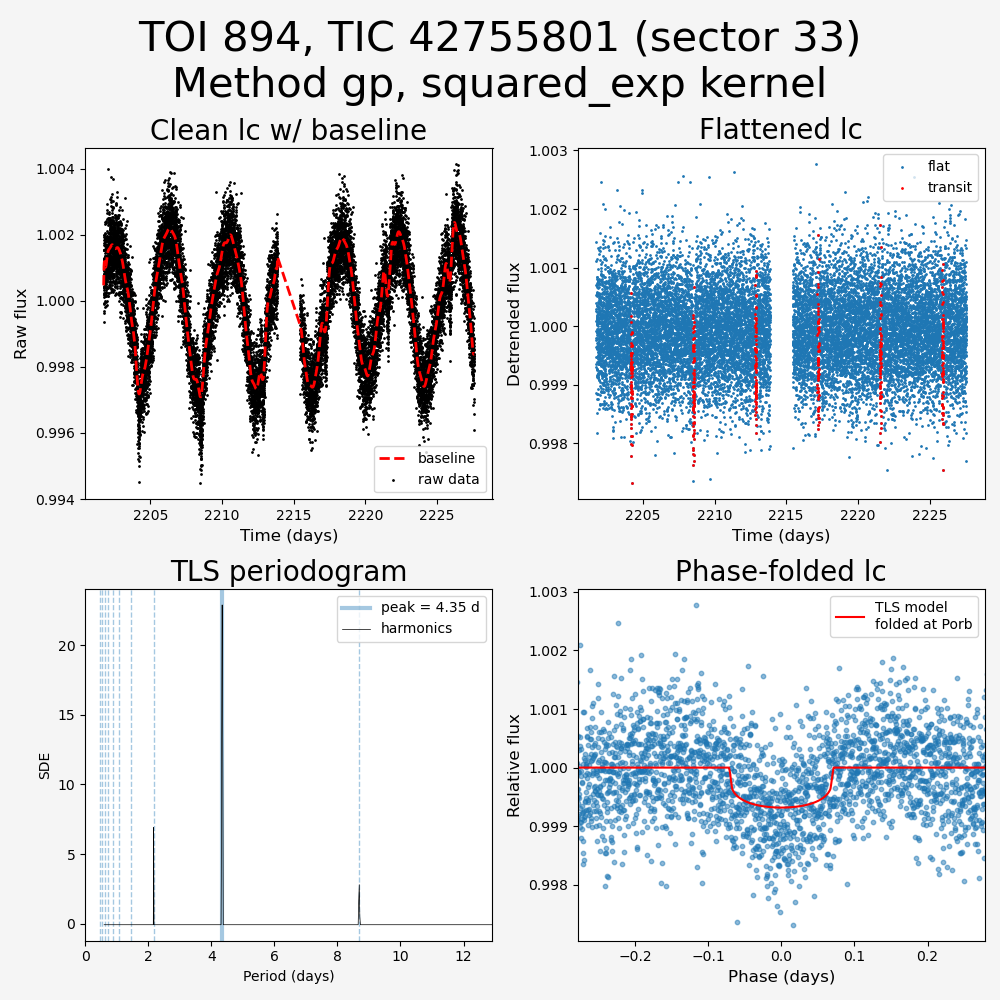 TOI 894, TIC 42755801 (sector 33)
Method gp, squared_exp kernel
Clean lc w/ baseline
Raw flux
1.004
1.002
1.000
0.998
0.996
0.994
baseline
raw data
2205 2210 2215 2220 2225
Time (days)
Flattened lc
Detrended flux
1.003
1.002
1.001
1.000
0.999
0.998
flat
transit
2205 2210 2215 2220 2225
Time (days)
TLS periodogram
SDE
20
15
10
5
0
peak = 4.35 d
harmonics
0 2 4 6 8 10 12
Period (days)
Phase-folded lc
Relative flux
1.003
1.002
1.001
1.000
0.999
0.998
TLS model
folded at Porb
−0.2 −0.1 0.0 0.1 0.2
Phase (days)